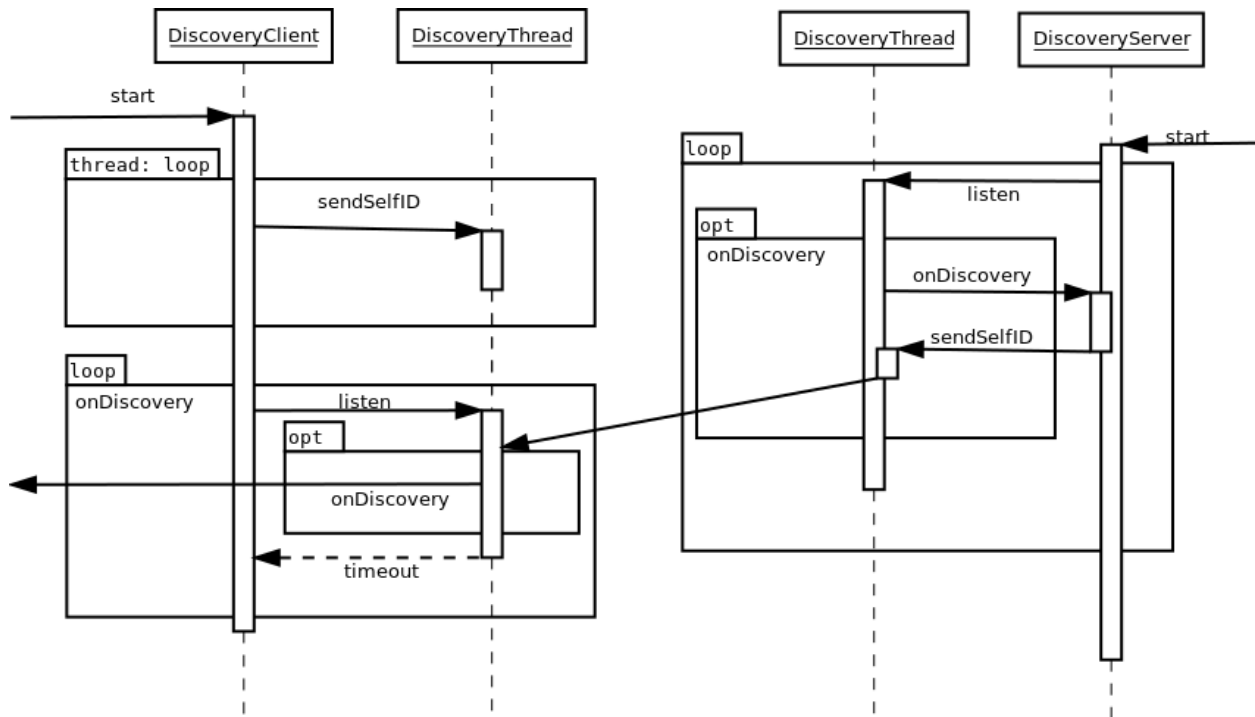 DiscoveryClient
DiscoveryThread
DiscoveryThread
DiscoveryServer
start
start
thread: loop
sendSelfID
loop
listen
opt
onDiscovery
onDiscovery
sendSelfID
loop
onDiscovery
listen
opt
onDiscovery
timeout